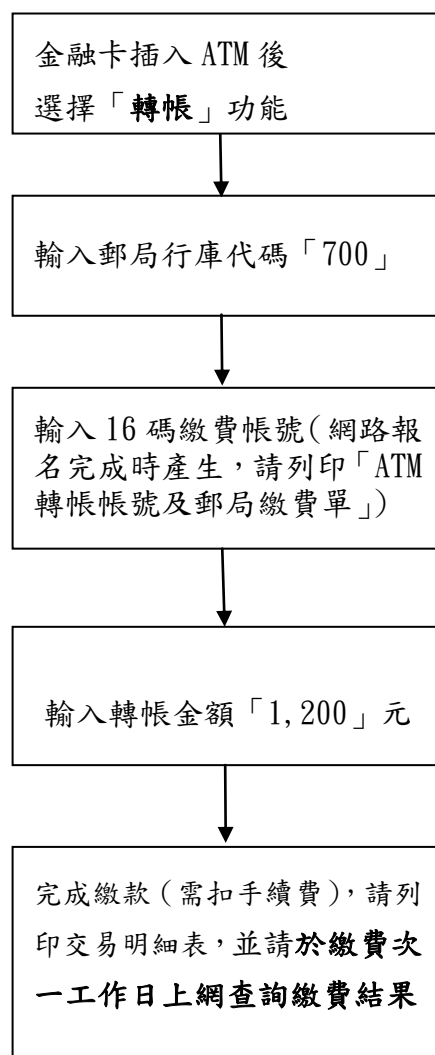 金融卡插入 ATM 後
選擇「轉帳」功能
輸入郵局行庫代碼「700」
輸入 16 碼繳費帳號(網路報
名完成時產生,請列印「ATM
轉帳帳號及郵局繳費單」)
輸入轉帳金額「1,200」元
完成繳款(需扣手續費),請列
印交易明細表,並請於繳費次
一工作日上網查詢繳費結果